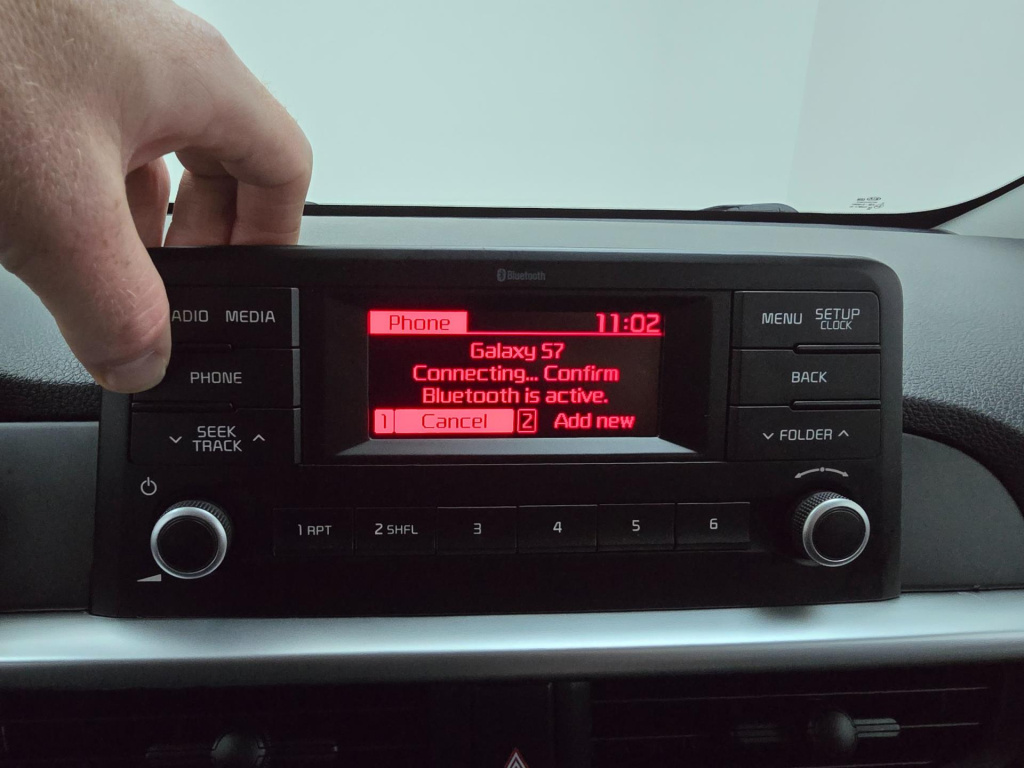 Bluetooth
ADIO MEDIA
PHONE
SEEK
TRACK
Phone 11:02
Galaxy S7
Connecting... Confirm
Bluetooth is active.
1 Cancel 2 Add new
MENU SETUP
CLOCK
BACK
FOLDER
1 RPT 2 SHFL 3 4 5 6